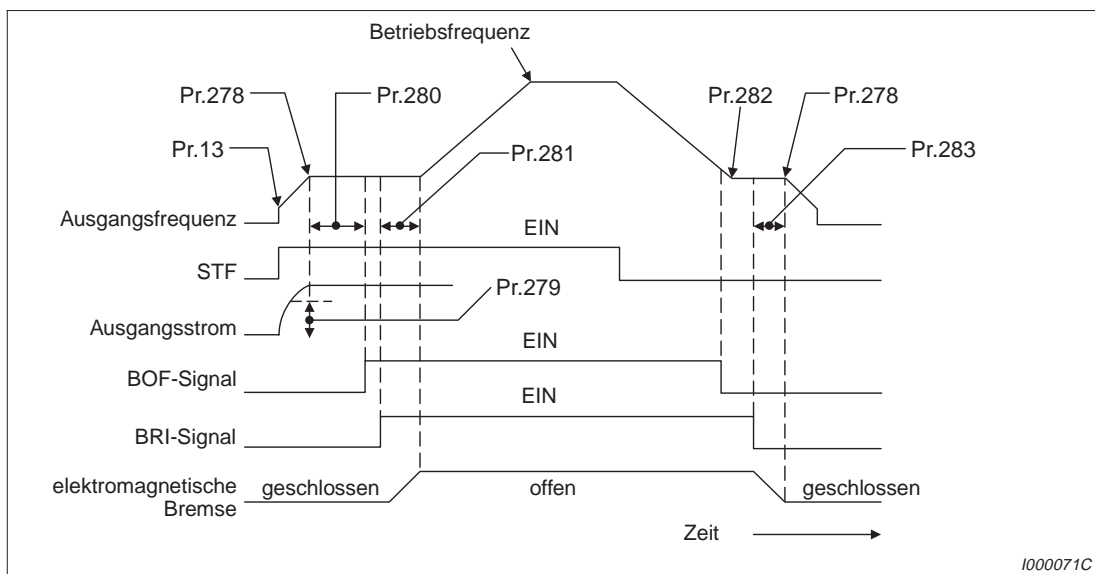 Betriebsfrequenz
Pr.278
Pr.280
Pr.282
Pr.278
Pr.13
Pr.281
Pr.283
Ausgangsfrequenz
EIN
STF
Pr.279
Ausgangsstrom
EIN
BOF-Signal
EIN
BRI-Signal
elektromagnetische
Bremse
geschlossen
offen
geschlossen
Zeit
I000071C